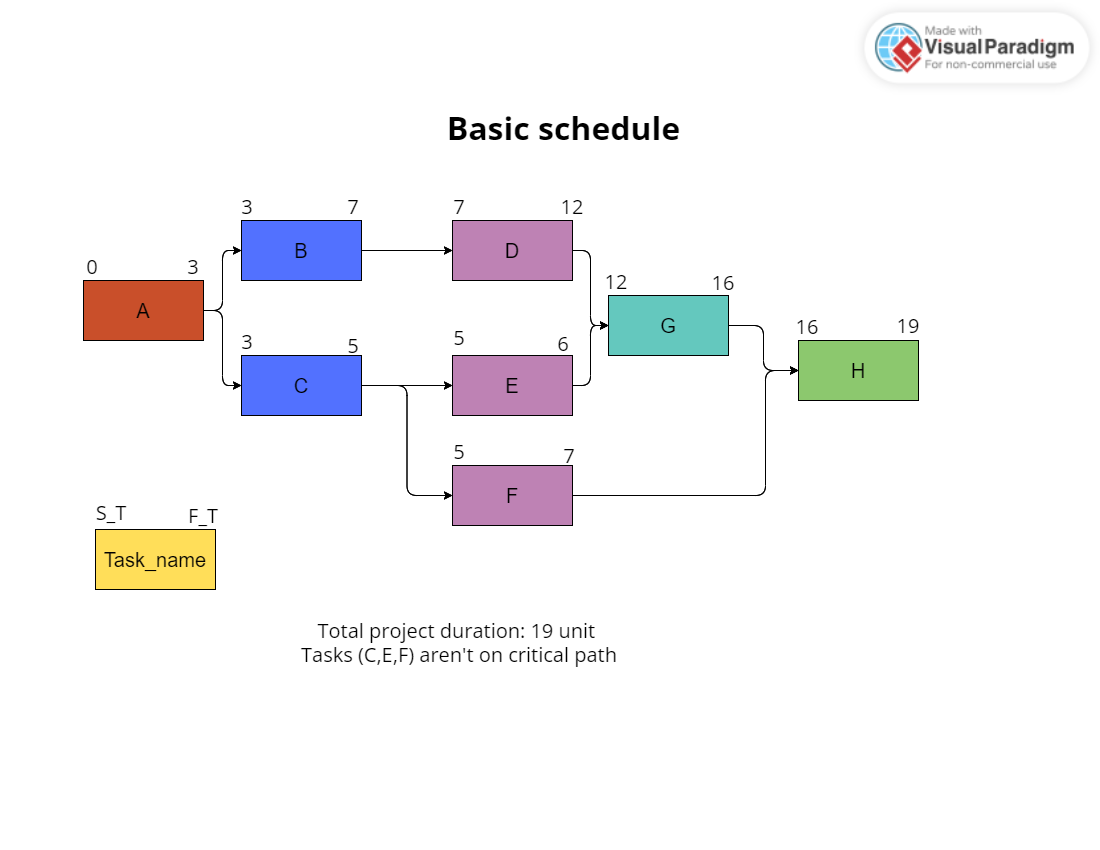 Made with
Visual Paradigm
For non-commercial use
Basic schedule
3 7
B
7 12
D
0 3
A
12 16
G
16 19
H
3 5
C
5 6
E
5 7
F
S_T F_T
Task_name
Total project duration: 19 unit
Tasks (C,E,F) aren't on critical path